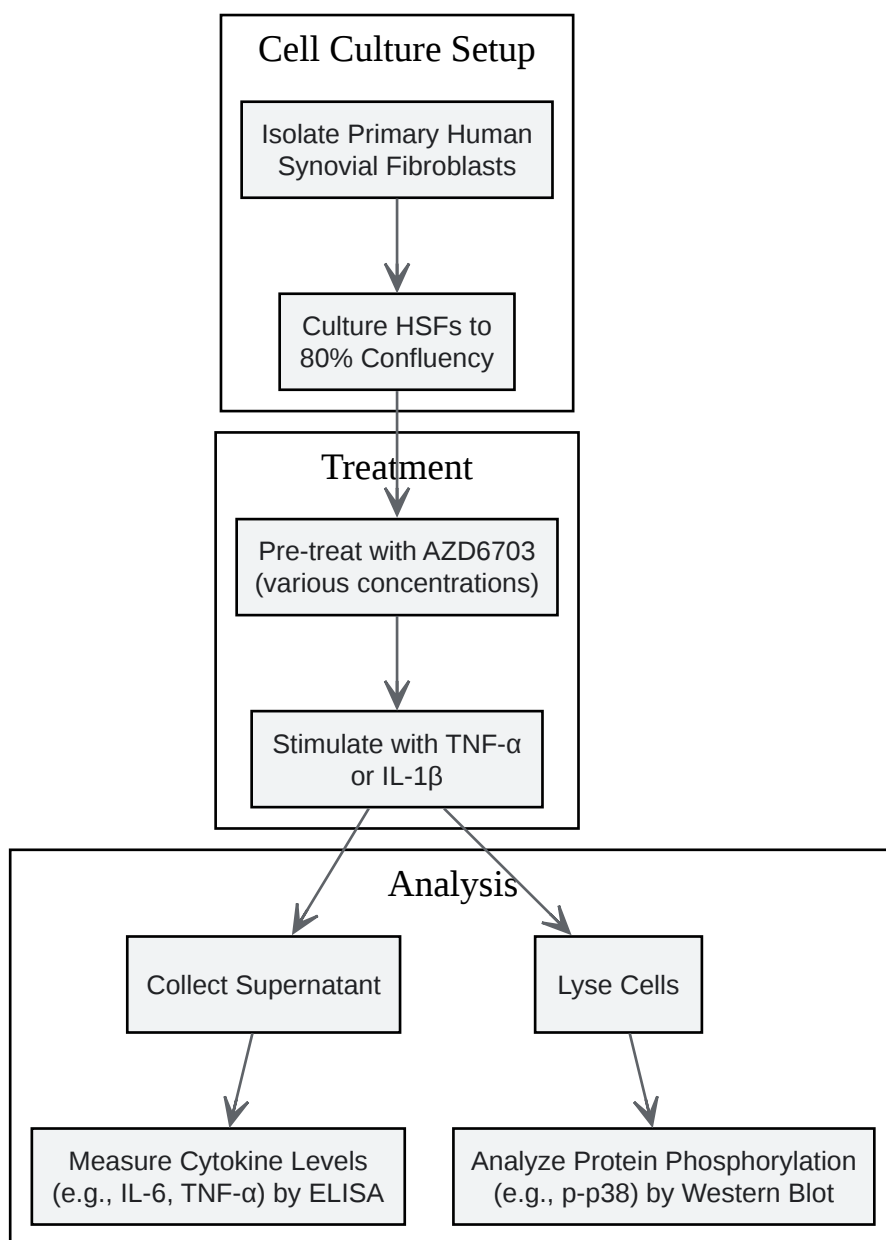 Cell Culture Setup
Isolate Primary Human
Synovial Fibroblasts
Culture HSFs to
80% Confluency
Treatment
Pre-treat with AZD6703
(various concentrations)
Stimulate with TNF-α
or IL-1β
Analysis
Collect Supernatant
Lyse Cells
Measure Cytokine Levels
(e.g., IL-6, TNF-α) by ELISA
Analyze Protein Phosphorylation
(e.g., p-p38) by Western Blot